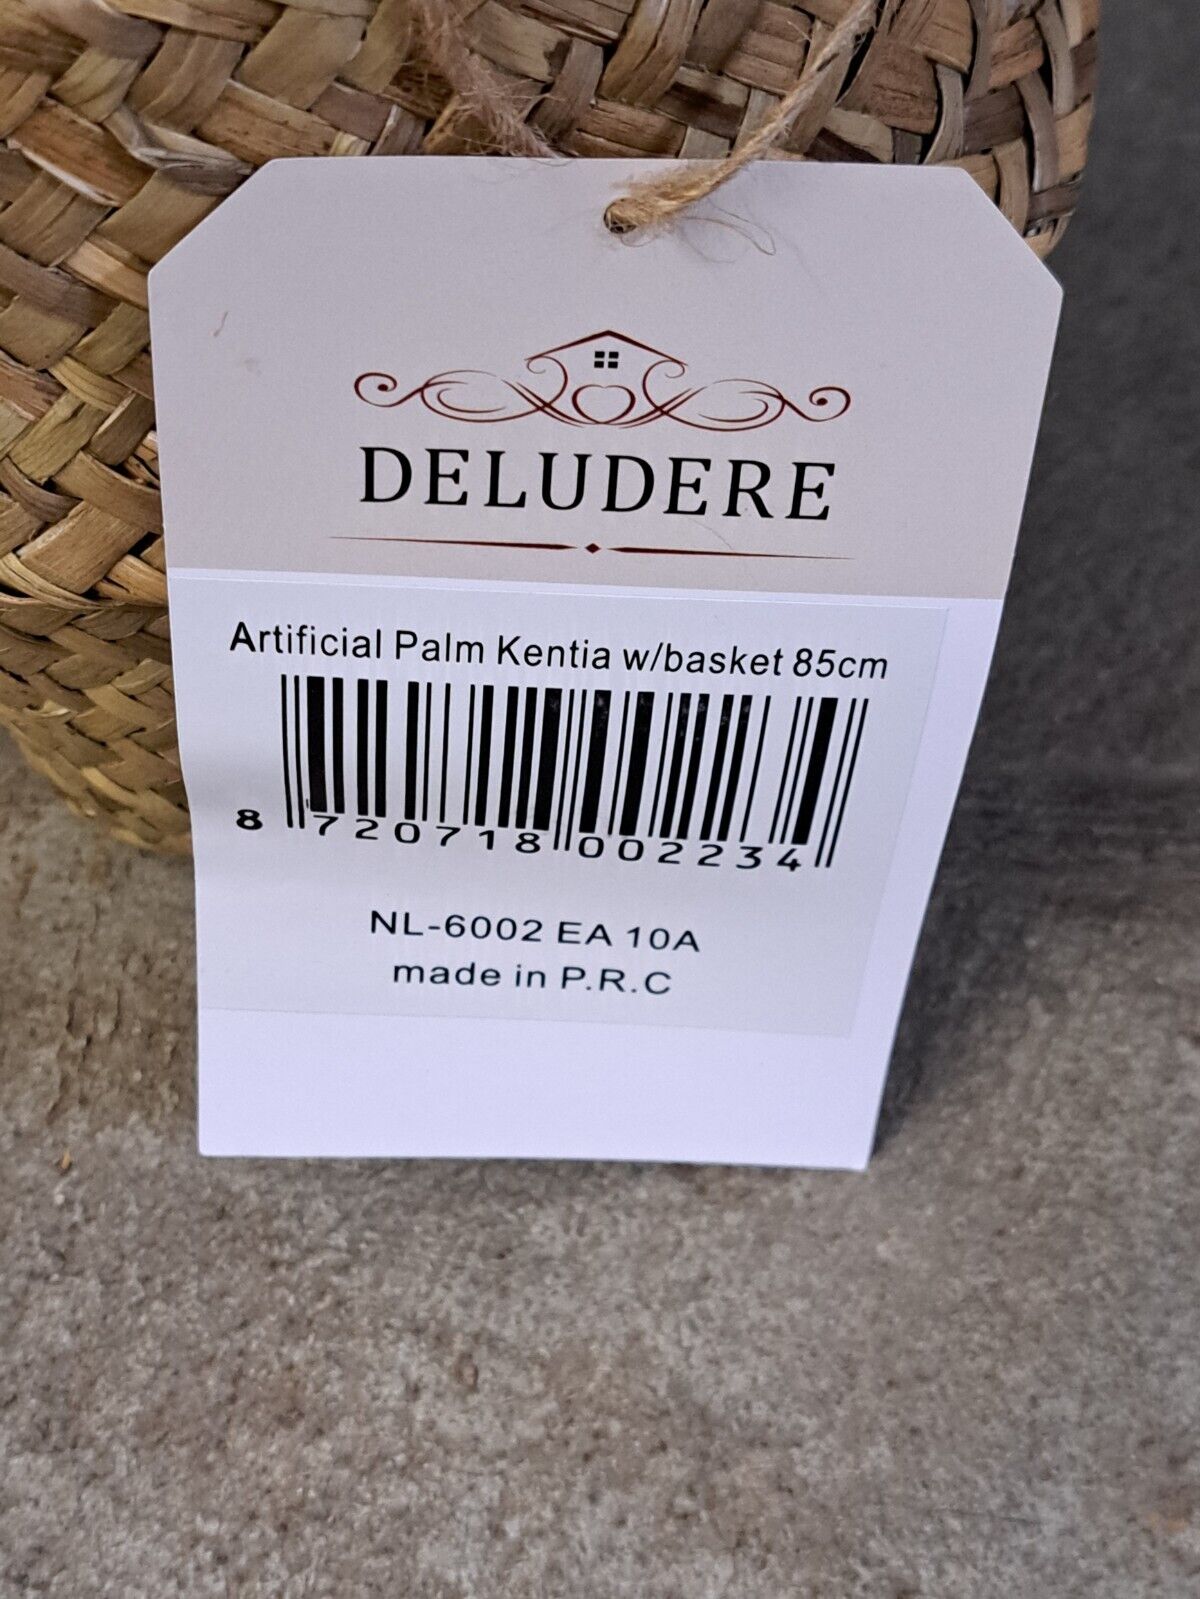 DELUDERE
Artificial Palm Kentia w/basket 85cm
8 720718 002234
NL-6002 EA 10A
made in P.R.C